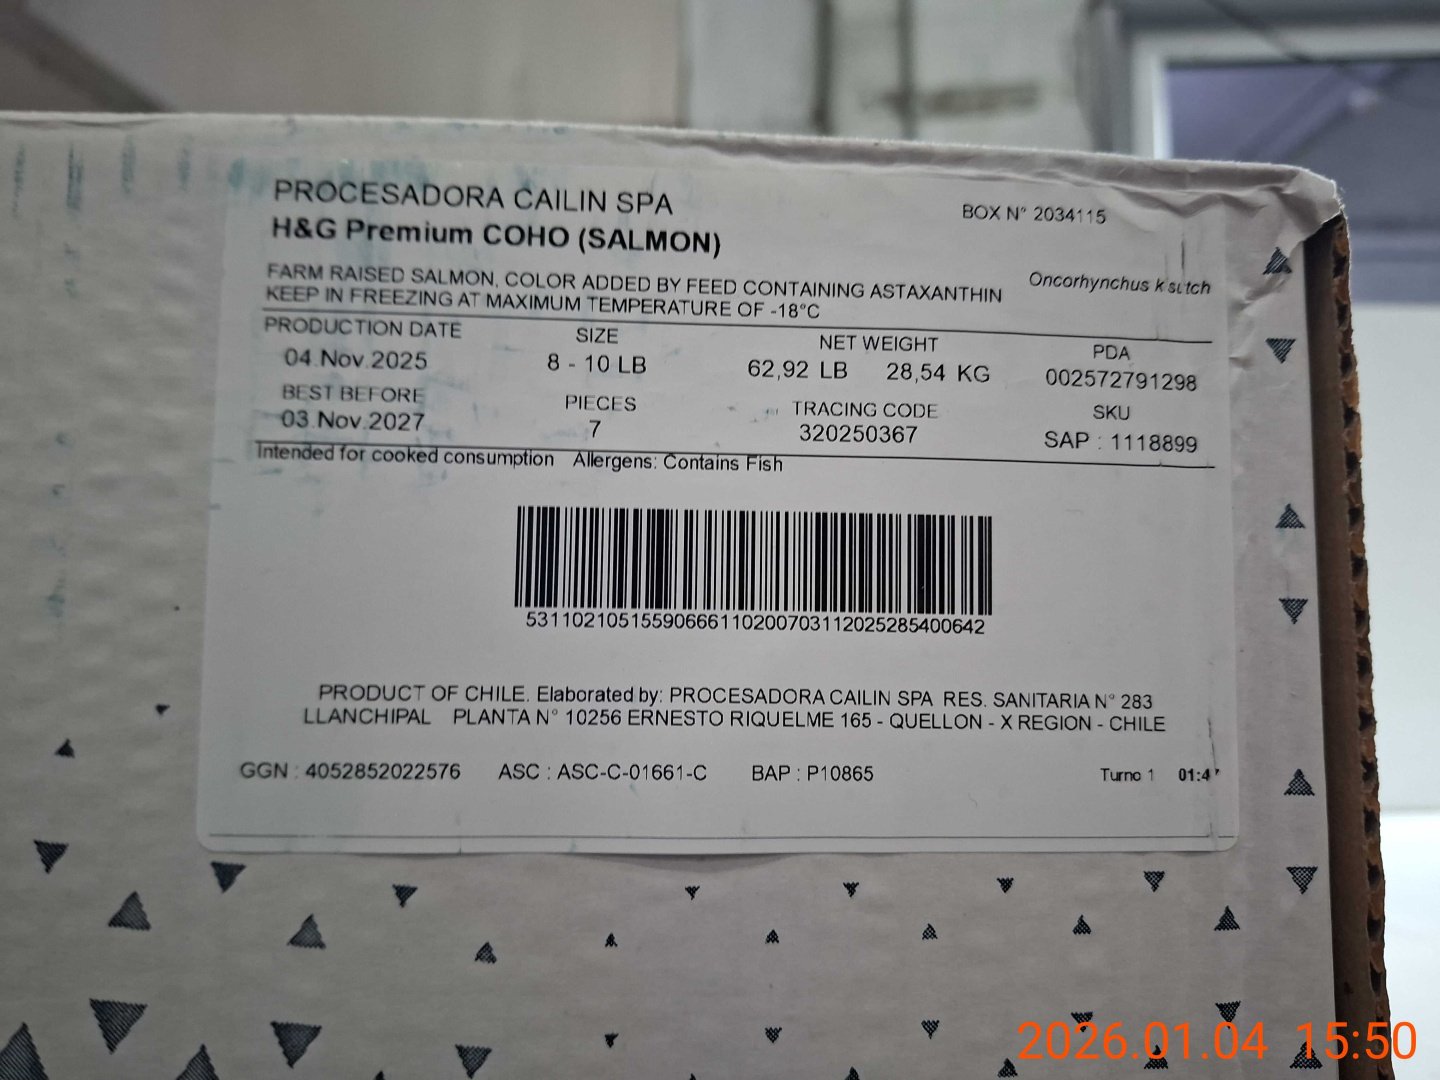 PROCESADORA CAILIN SPA
BOX N° 2034115
H&G Premium COHO (SALMON)
FARM RAISED SALMON, COLOR ADDED BY FEED CONTAINING ASTAXANTHIN
Oncorhynchus kisutch
KEEP IN FREEZING AT MAXIMUM TEMPERATURE OF -18°C
PRODUCTION DATE SIZE NET WEIGHT PDA
04.Nov.2025 8 - 10 LB 62,92 LB 28,54 KG 002572791298
BEST BEFORE PIECES TRACING CODE SKU
03.Nov.2027 7 320250367 SAP : 1118899
Intended for cooked consumption Allergens: Contains Fish
53110210515590666110200703112025285400642
PRODUCT OF CHILE. Elaborated by: PROCESADORA CAILIN SPA RES. SANITARIA N° 283
LLANCHIPAL PLANTA N° 10256 ERNESTO RIQUELME 165 - QUELLON - X REGION - CHILE
GGN : 4052852022576 ASC : ASC-C-01661-C BAP : P10865 Turno 1
2026.01.04 15:50